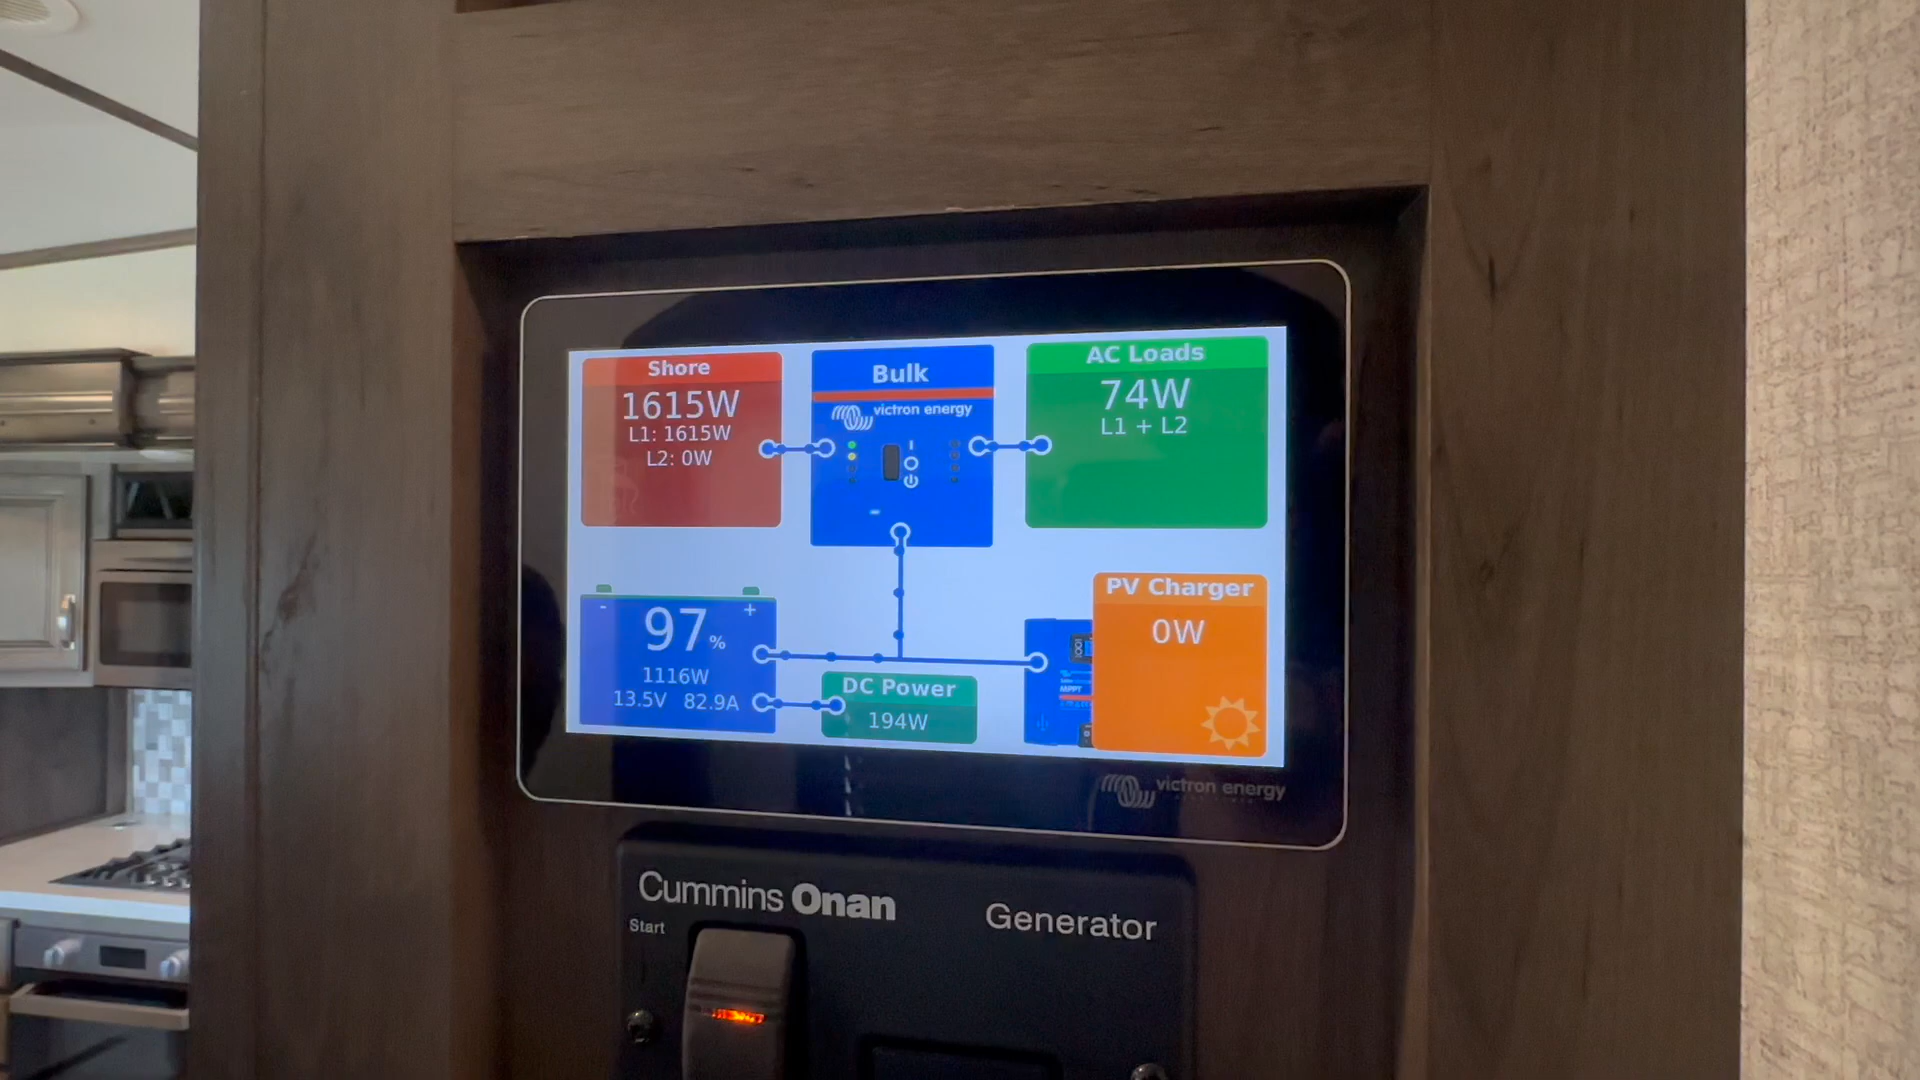 Shore
1615W
L1: 1615W
L2: 0W
Bulk
victron energy
AC Loads
74W
L1 + L2
- +
97%
1116W
13.5V 82.9A
DC Power
194W
MPPT
PV Charger
0W
victron energy
Cummins Onan
Generator
Start